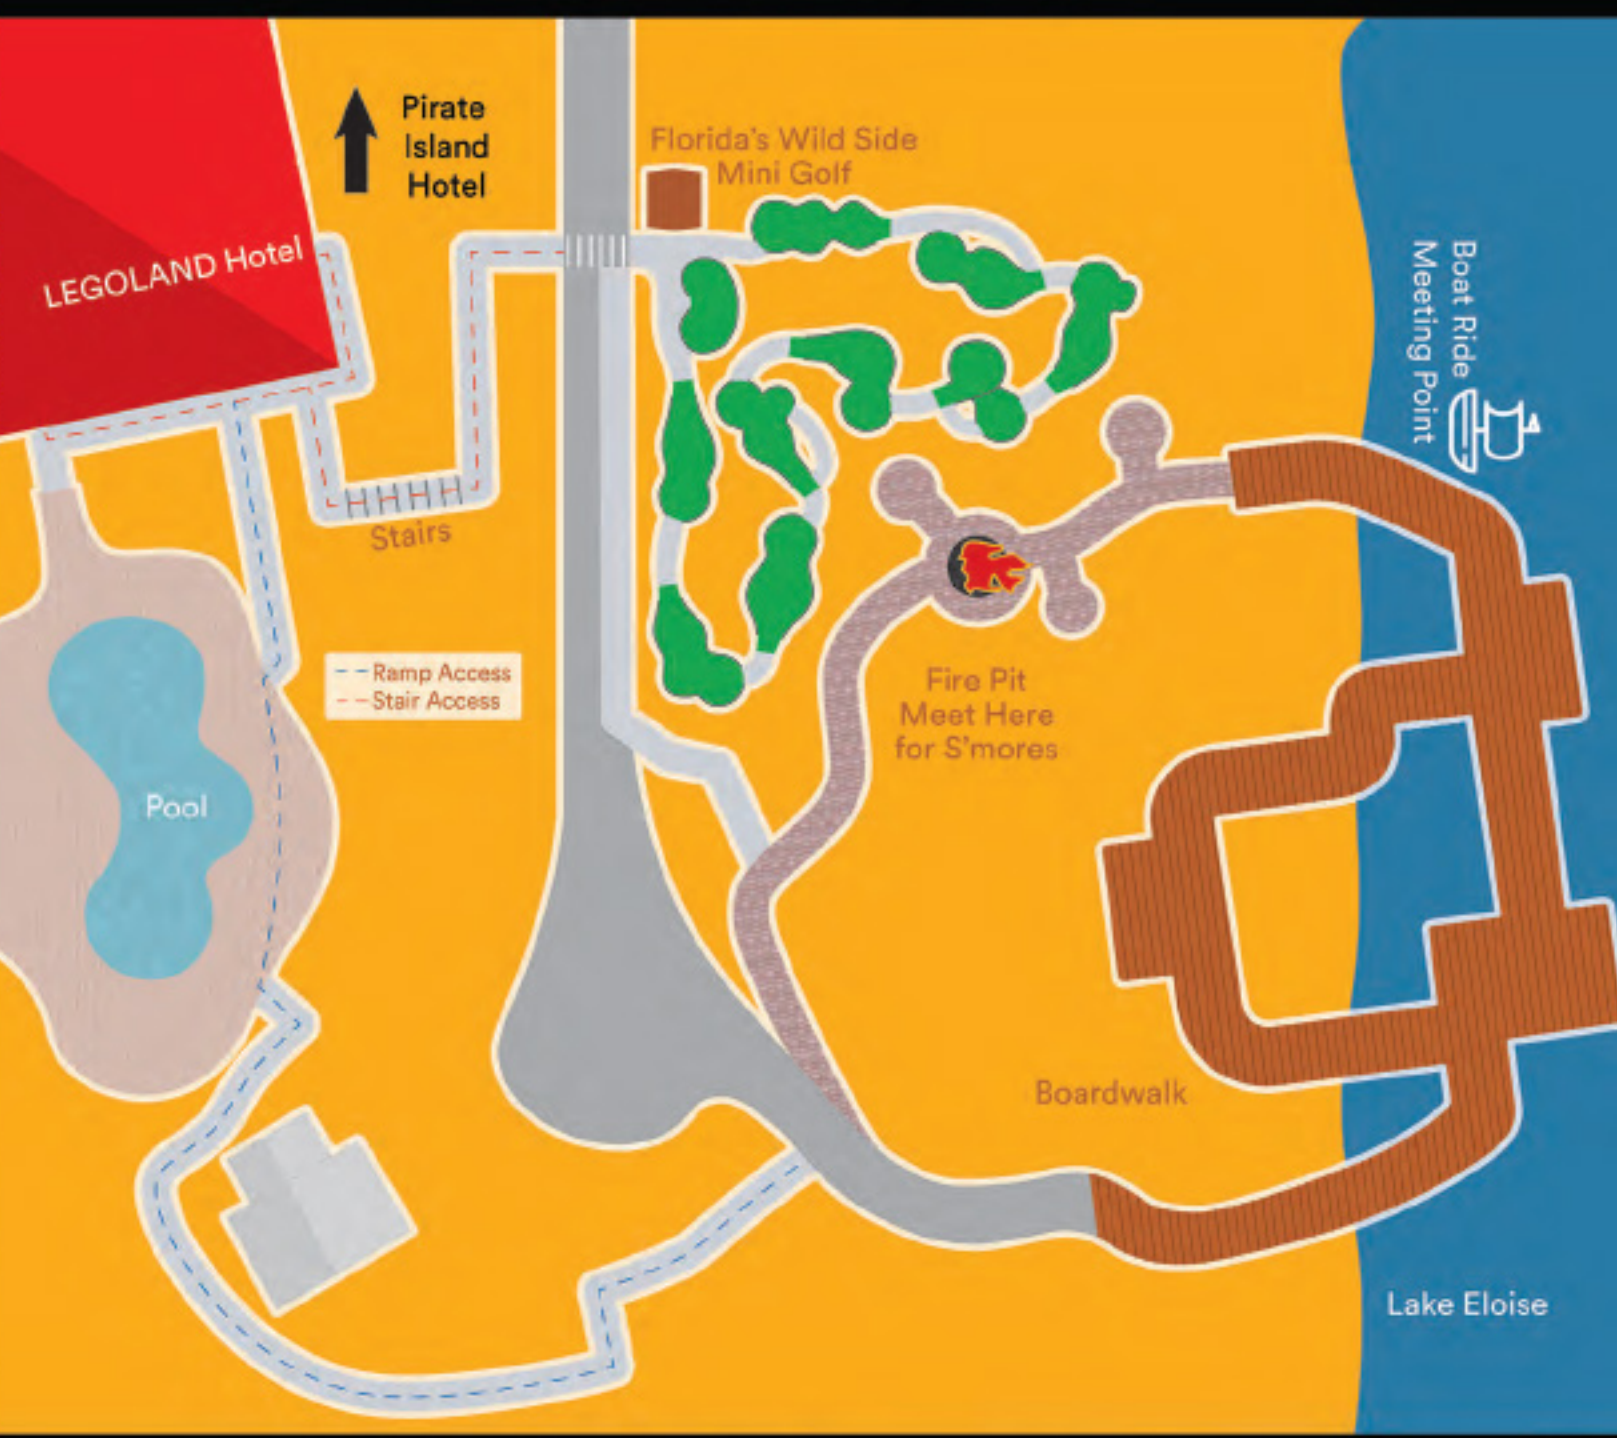 Pirate
Island
Hotel
Florida's Wild Side
Mini Golf
LEGOLAND Hotel
Boat Ride
Meeting Point
Stairs
Ramp Access
Stair Access
Fire Pit
Meet Here
for S'mores
Pool
Boardwalk
Lake Eloise